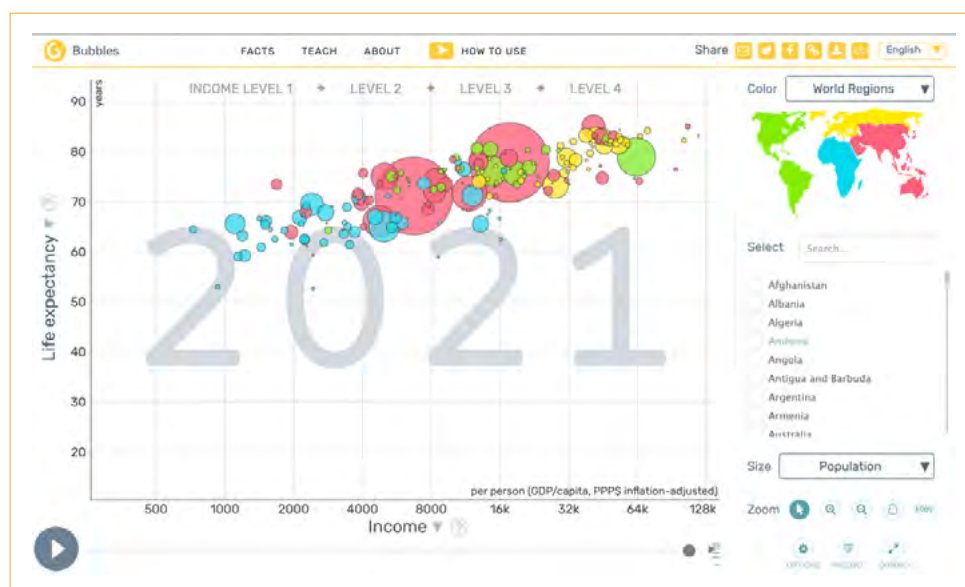 Bubbles FACTS TEACH ABOUT HOW TO USE Share English
INCOME LEVEL 1 LEVEL 2 LEVEL 3 LEVEL 4
years
90
80
70
60
50
40
30
20
Life expectancy ?
2021
per person (GDP/capita, PPP$ inflation-adjusted)
500 1000 2000 4000 8000 16k 32k 64k 128k
Income ?
Color World Regions
Select Search...
Afghanistan
Albania
Algeria
Andorra
Angola
Antigua and Barbuda
Argentina
Armenia
Australia
Size Population
Zoom
OPTIONS